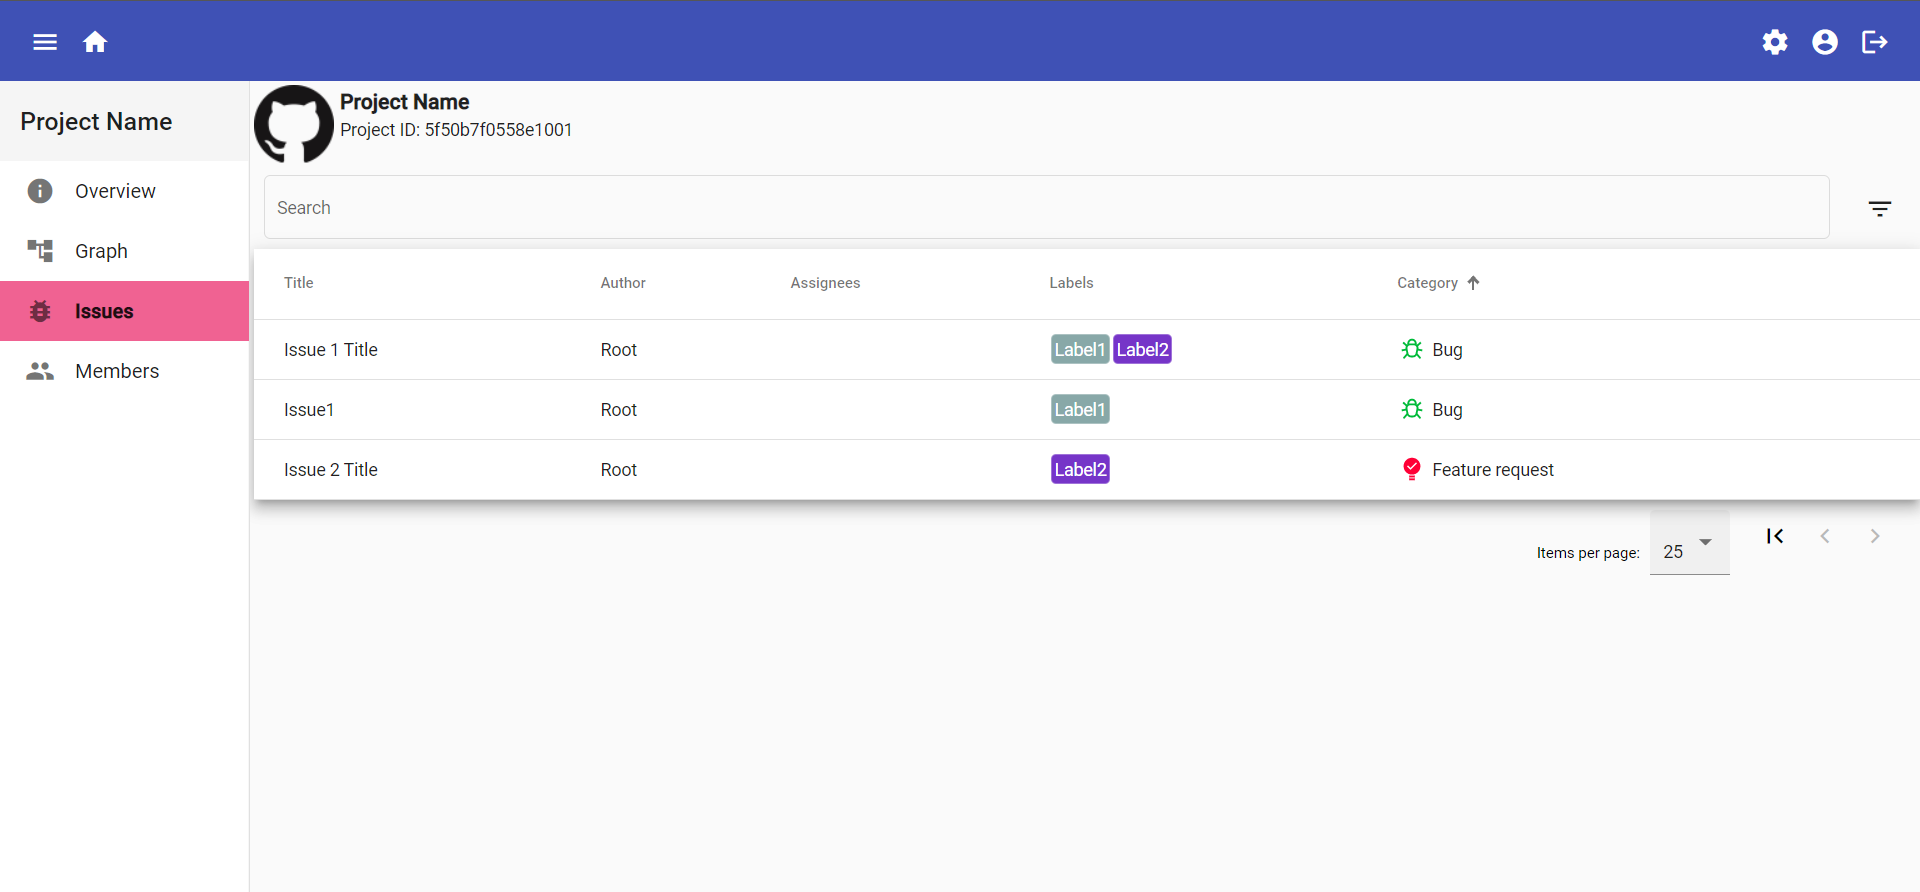 Project Name
Overview
Graph
Issues
Members
Project Name
Project ID: 5f50b7f0558e1001
Search
Title Author Assignees Labels Category
Issue 1 Title Root Label1 Label2 Bug
Issue1 Root Label1 Bug
Issue 2 Title Root Label2 Feature request
Items per page: 25